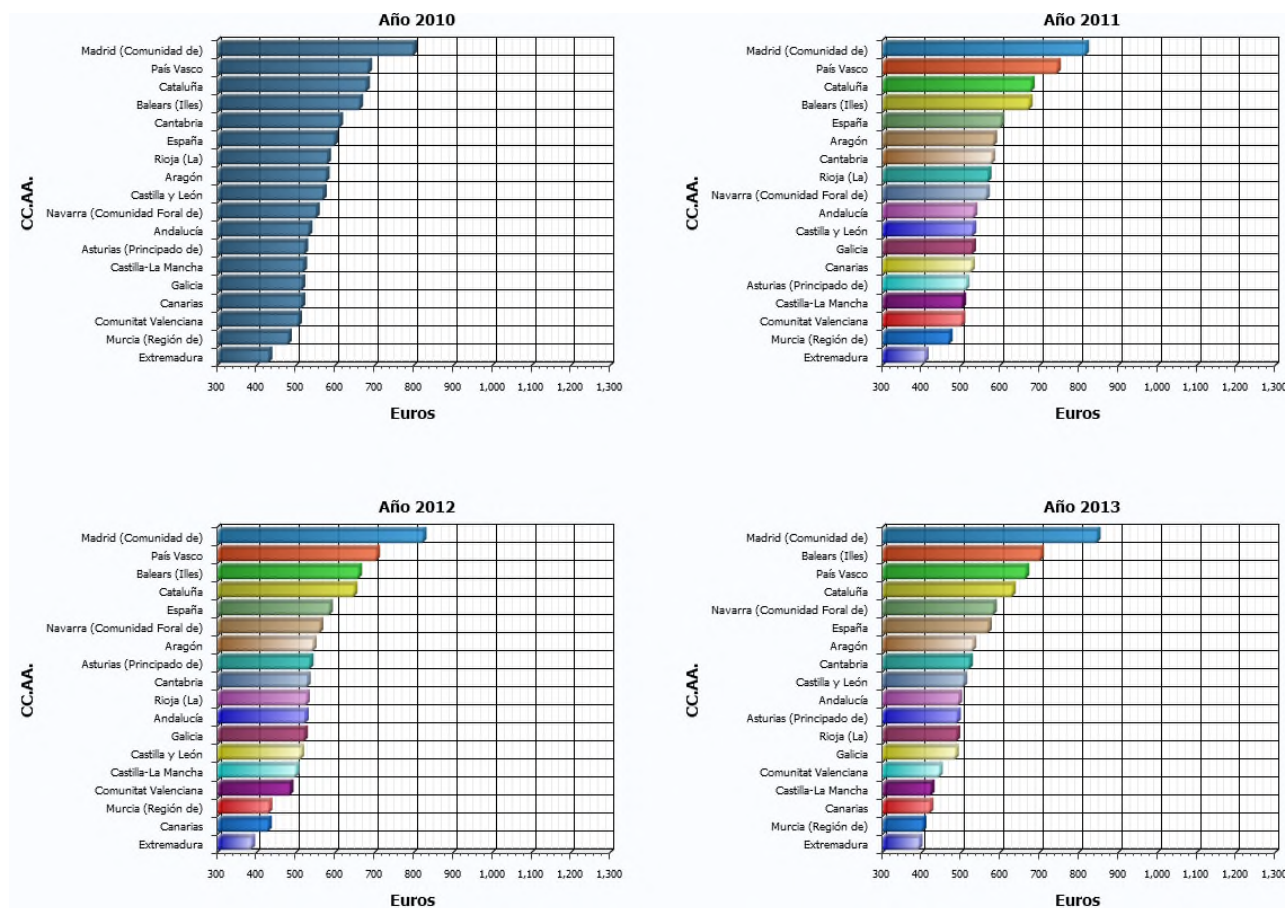 Año 2010
CC.AA.
Madrid (Comunidad de)
País Vasco
Cataluña
Balears (Illes)
Cantabria
España
Rioja (La)
Aragón
Castilla y León
Navarra (Comunidad Foral de)
Andalucía
Asturias (Principado de)
Castilla-La Mancha
Galicia
Canarias
Comunitat Valenciana
Murcia (Región de)
Extremadura
300 400 500 600 700 800 900 1,000 1,100 1,200 1,300
Euros
Año 2011
CC.AA.
Madrid (Comunidad de)
País Vasco
Cataluña
Balears (Illes)
España
Aragón
Cantabria
Rioja (La)
Navarra (Comunidad Foral de)
Andalucía
Castilla y León
Galicia
Canarias
Asturias (Principado de)
Castilla-La Mancha
Comunitat Valenciana
Murcia (Región de)
Extremadura
300 400 500 600 700 800 900 1,000 1,100 1,200 1,300
Euros
Año 2012
CC.AA.
Madrid (Comunidad de)
País Vasco
Balears (Illes)
Cataluña
España
Navarra (Comunidad Foral de)
Aragón
Asturias (Principado de)
Cantabria
Rioja (La)
Andalucía
Galicia
Castilla y León
Castilla-La Mancha
Comunitat Valenciana
Murcia (Región de)
Canarias
Extremadura
300 400 500 600 700 800 900 1,000 1,100 1,200 1,300
Euros
Año 2013
CC.AA.
Madrid (Comunidad de)
Balears (Illes)
País Vasco
Cataluña
Navarra (Comunidad Foral de)
España
Aragón
Cantabria
Castilla y León
Andalucía
Asturias (Principado de)
Rioja (La)
Galicia
Comunitat Valenciana
Castilla-La Mancha
Canarias
Murcia (Región de)
Extremadura
300 400 500 600 700 800 900 1,000 1,100 1,200 1,300
Euros